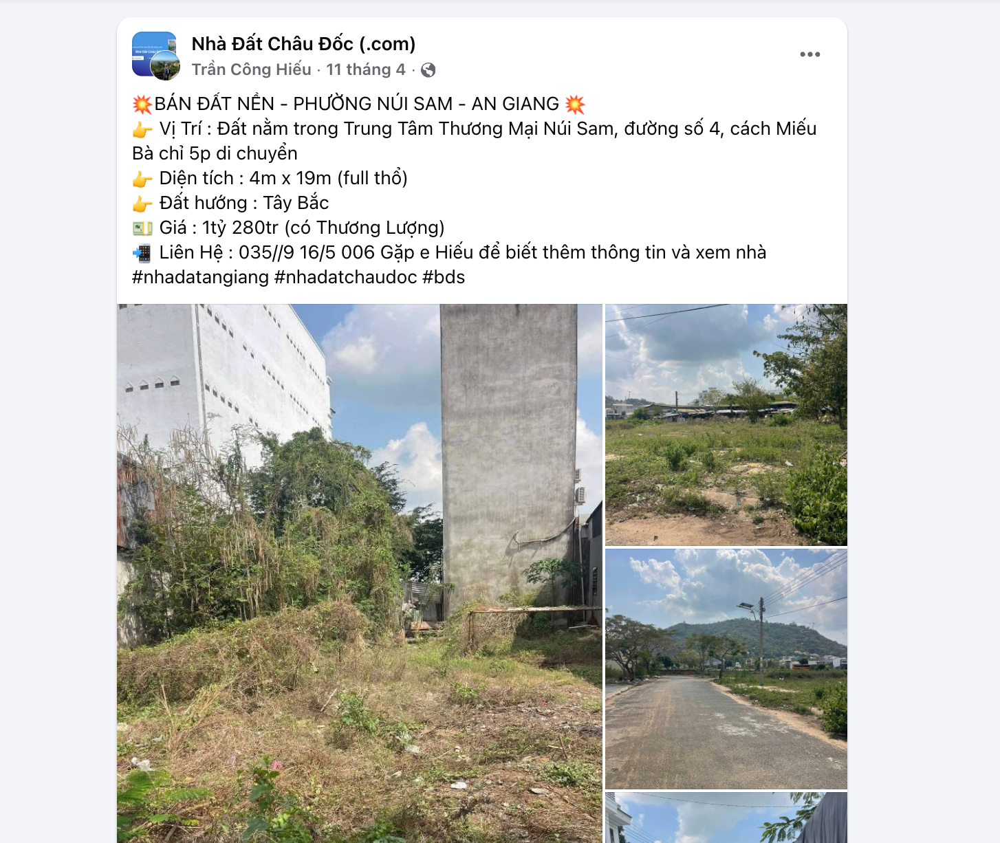 Nhà Đất Châu Đốc (.com)
Trần Công Hiếu · 11 tháng 4 ·
💥BÁN ĐẤT NỀN - PHƯỜNG NÚI SAM - AN GIANG 💥
👉 Vị Trí : Đất nằm trong Trung Tâm Thương Mại Núi Sam, đường số 4, cách Miếu
Bà chỉ 5p di chuyển
👉 Diện tích : 4m x 19m (full thổ)
👉 Đất hướng : Tây Bắc
💵 Giá : 1tỷ 280tr (có Thương Lượng)
📲 Liên Hệ : 035//9 16/5 006 Gặp e Hiếu để biết thêm thông tin và xem nhà
#nhadatangiang #nhadatchaudoc #bds